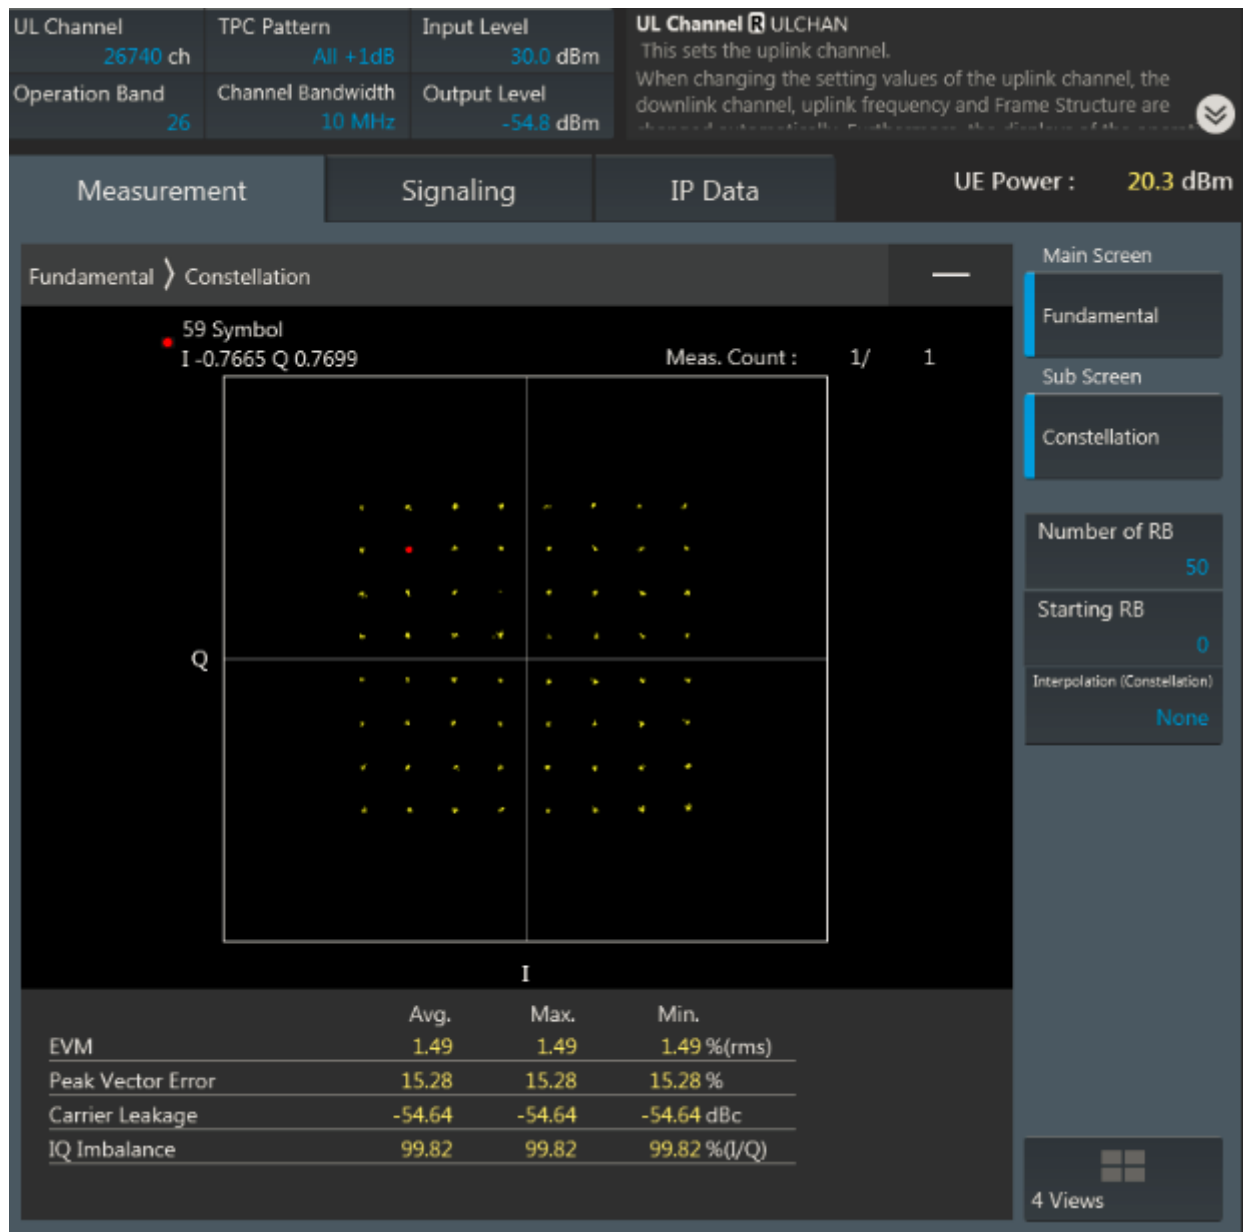 UL Channel
26740 ch
TPC Pattern
All +1dB
Input Level
30.0 dBm
Operation Band
26
Channel Bandwidth
10 MHz
Output Level
-54.8 dBm
UL Channel R ULCHAN
This sets the uplink channel.
When changing the setting values of the uplink channel, the
downlink channel, uplink frequency and Frame Structure are
Measurement
Signaling
IP Data
UE Power : 20.3 dBm
Fundamental 〉 Constellation
59 Symbol
I -0.7665 Q 0.7699
Meas. Count : 1/ 1
Q
I
Avg. Max. Min.
EVM 1.49 1.49 1.49 %(rms)
Peak Vector Error 15.28 15.28 15.28 %
Carrier Leakage -54.64 -54.64 -54.64 dBc
IQ Imbalance 99.82 99.82 99.82 %(I/Q)
Main Screen
Fundamental
Sub Screen
Constellation
Number of RB
50
Starting RB
0
Interpolation (Constellation)
None
4 Views